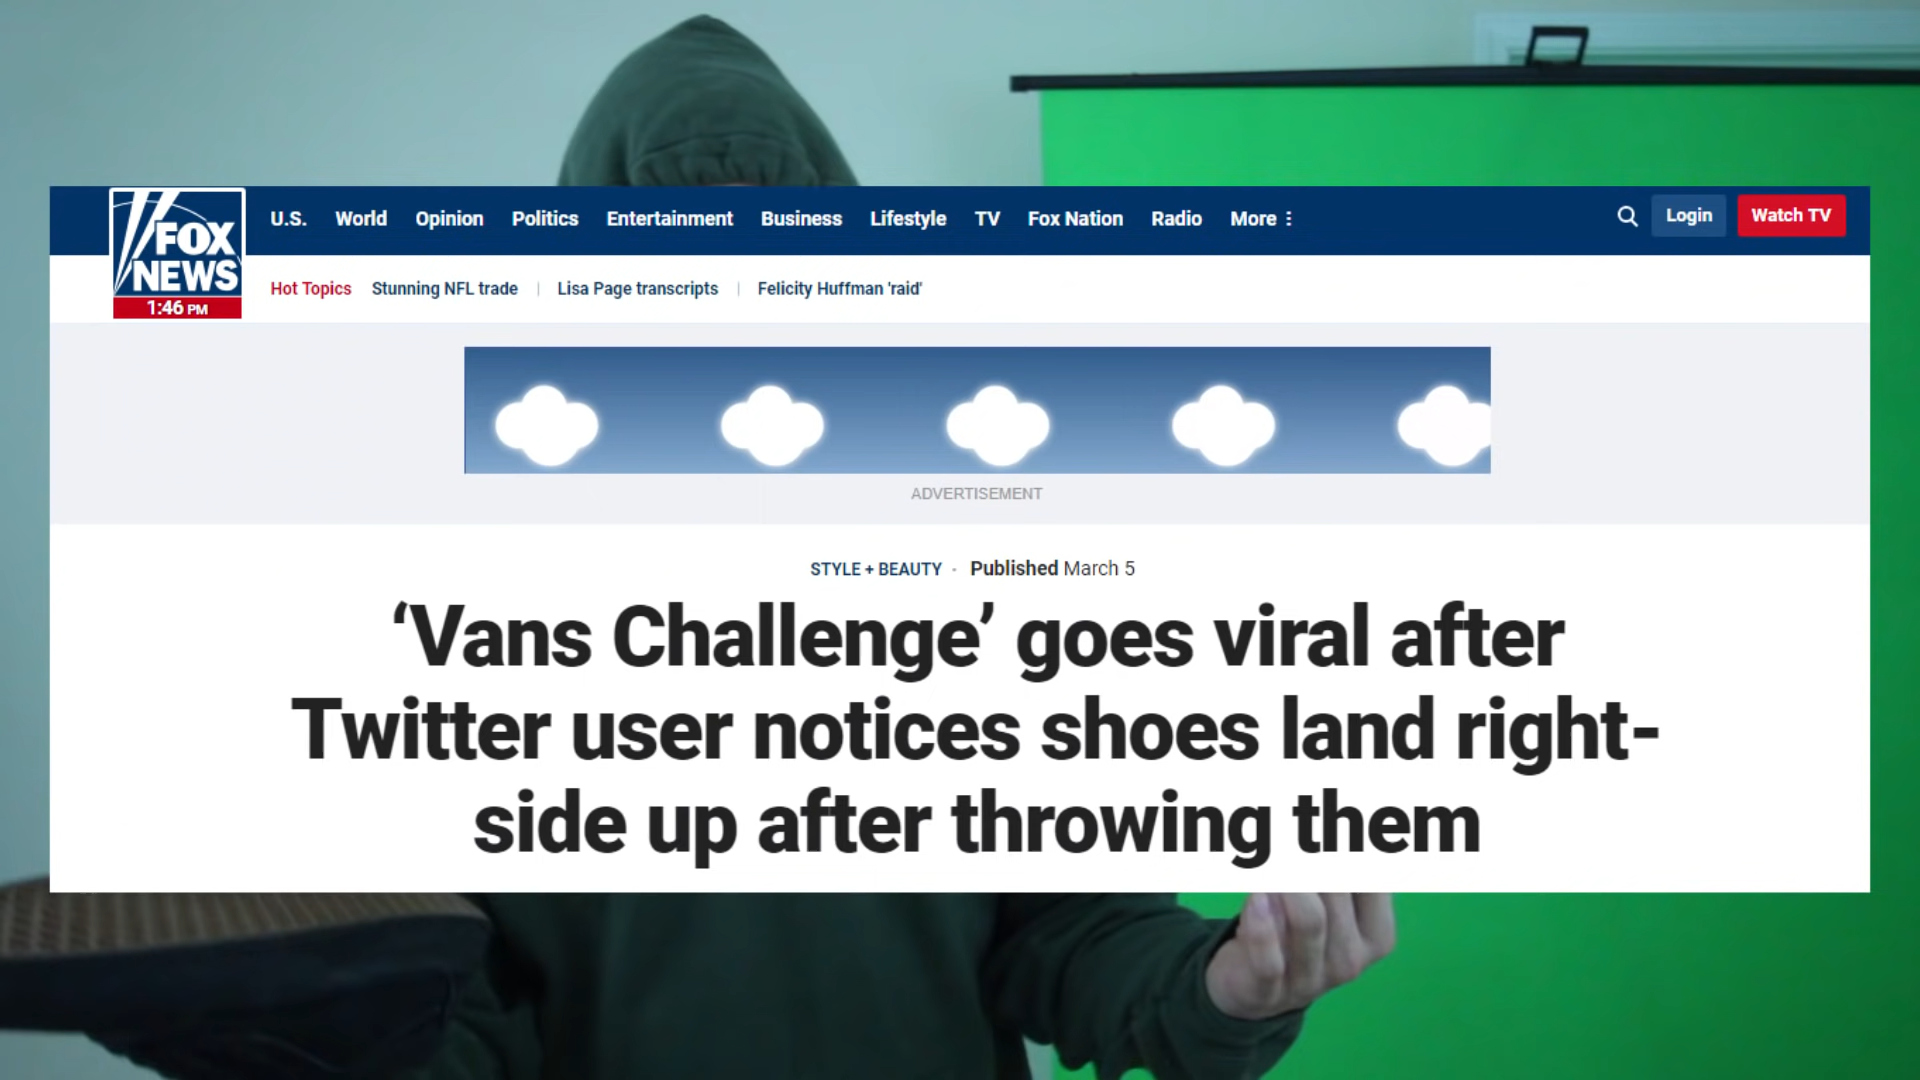 FOX
NEWS
1:46 PM
U.S. World Opinion Politics Entertainment Business Lifestyle TV Fox Nation Radio More
Login
Watch TV
Hot Topics Stunning NFL trade | Lisa Page transcripts | Felicity Huffman 'raid'
ADVERTISEMENT
STYLE + BEAUTY · Published March 5
‘Vans Challenge’ goes viral after
Twitter user notices shoes land right-
side up after throwing them